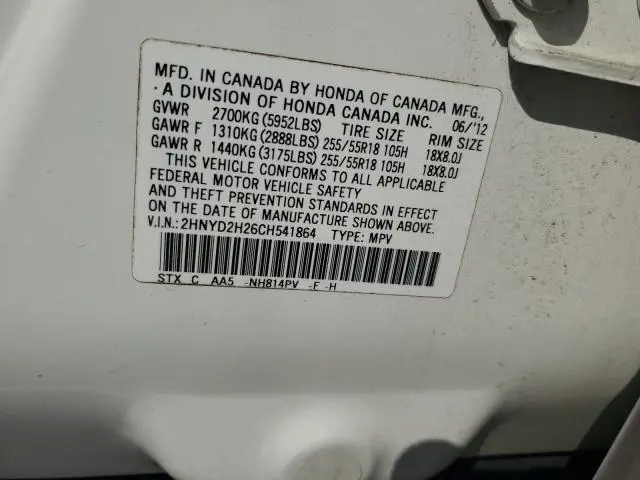 MFD. IN CANADA BY HONDA OF CANADA MFG.,
· A DIVISION OF HONDA CANADA INC. 06/'12
GVWR 2700KG (5952LBS) TIRE SIZE RIM SIZE
GAWR F 1310KG (2888LBS) 255/55R18 105H 18X8.0J
GAWR R 1440KG (3175LBS) 255/55R18 105H 18X8.0J
THIS VEHICLE CONFORMS TO ALL APPLICABLE
FEDERAL MOTOR VEHICLE SAFETY
AND THEFT PREVENTION STANDARDS IN EFFECT
ON THE DATE OF MANUFACTURE SHOWN ABOVE.
V.I.N.: 2HNYD2H26CH541864 TYPE: MPV
STX C AA5 -NH814PV -F -H